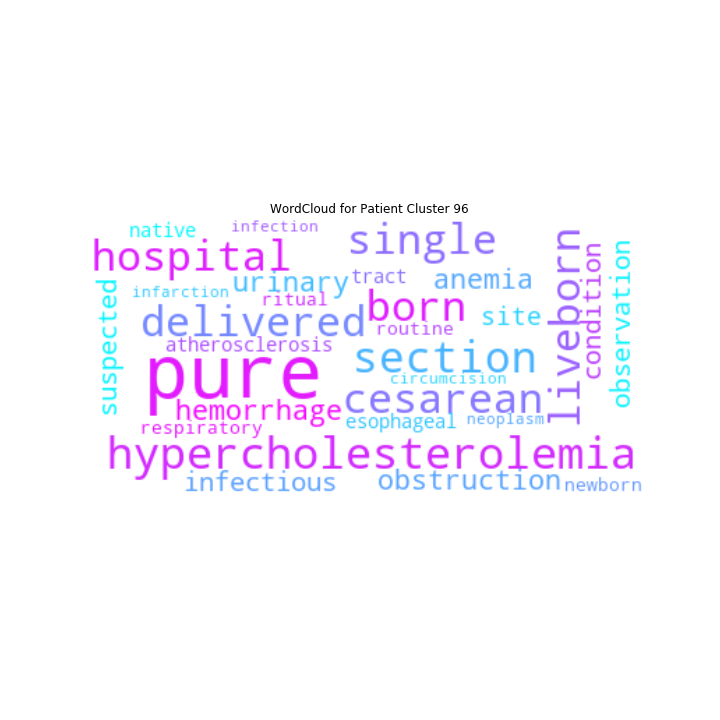 WordCloud for Patient Cluster 96
native
infection
single
hospital
liveborn
condition
observation
urinary
tract
anemia
suspected
infarction
ritual
born
delivered
routine
site
atherosclerosis
pure
section
circumcision
cesarean
hemorrhage
esophageal
neoplasm
respiratory
hypercholesterolemia
infectious
obstruction
newborn